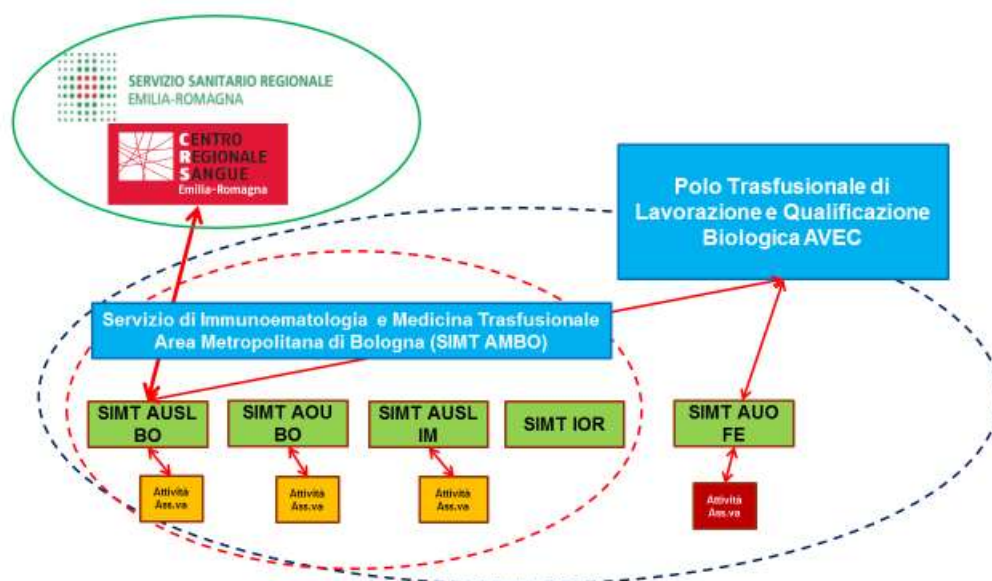 SERVIZIO SANITARIO REGIONALE
EMILIA-ROMAGNA
CENTRO
REGIONALE
SANGUE
Emilia-Romagna
Polo Trasfusionale di
Lavorazione e Qualificazione
Biologica AVEC
Servizio di Immunoematologia e Medicina Trasfusionale
Area Metropolitana di Bologna (SIMT AMBO)
SIMT AUSL
BO
SIMT AOU
BO
SIMT AUSL
IM
SIMT IOR
SIMT AUO
FE
Attività
Ass.va
Attività
Ass.va
Attività
Ass.va
Attività
Ass.va